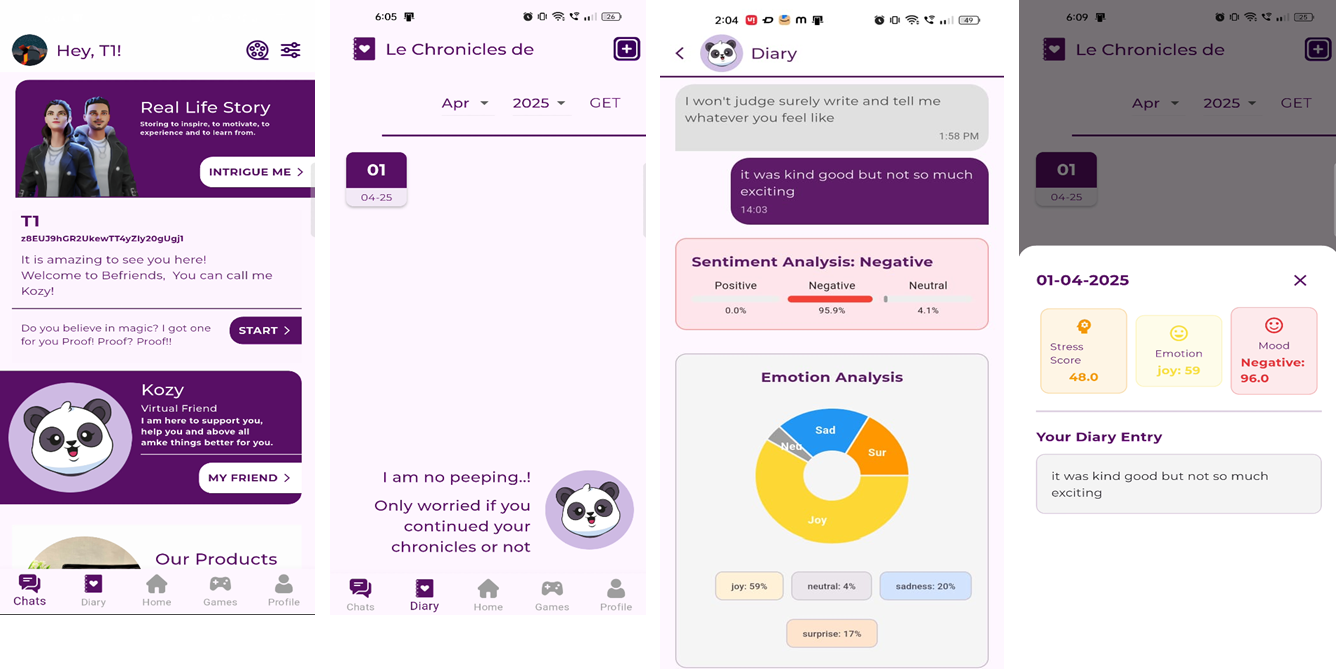 Hey, T1!
Real Life Story
Storing to inspire, to motivate, to
experience and to learn from.
INTRIGUE ME >
T1
z8EUJ9hGR2UkewTT4yZIy20gUgj1
It is amazing to see you here!
Welcome to Befriends, You can call me
Kozy!
Do you believe in magic? I got one
for you Proof! Proof? Proof!!
START >
Kozy
Virtual Friend
I am here to support you,
help you and above all
amke things better for you.
MY FRIEND >
Our Products
Chats
Diary
Home
Games
Profile
6:05
26
Le Chronicles de
Apr
2025
GET
01
04-25
I am no peeping..!
Only worried if you
continued your
chronicles or not
Chats
Diary
Home
Games
Profile
2:04
49
Diary
I won't judge surely write and tell me
whatever you feel like
1:58 PM
it was kind good but not so much
exciting
14:03
Sentiment Analysis: Negative
Positive
Negative
Neutral
0.0%
95.9%
4.1%
Emotion Analysis
Sad
Neu
Sur
Joy
joy: 59%
neutral: 4%
sadness: 20%
surprise: 17%
6:09
25
Le Chronicles de
Apr
2025
GET
01
04-25
01-04-2025
Stress
Score
48.0
Emotion
joy: 59
Mood
Negative:
96.0
Your Diary Entry
it was kind good but not so much
exciting